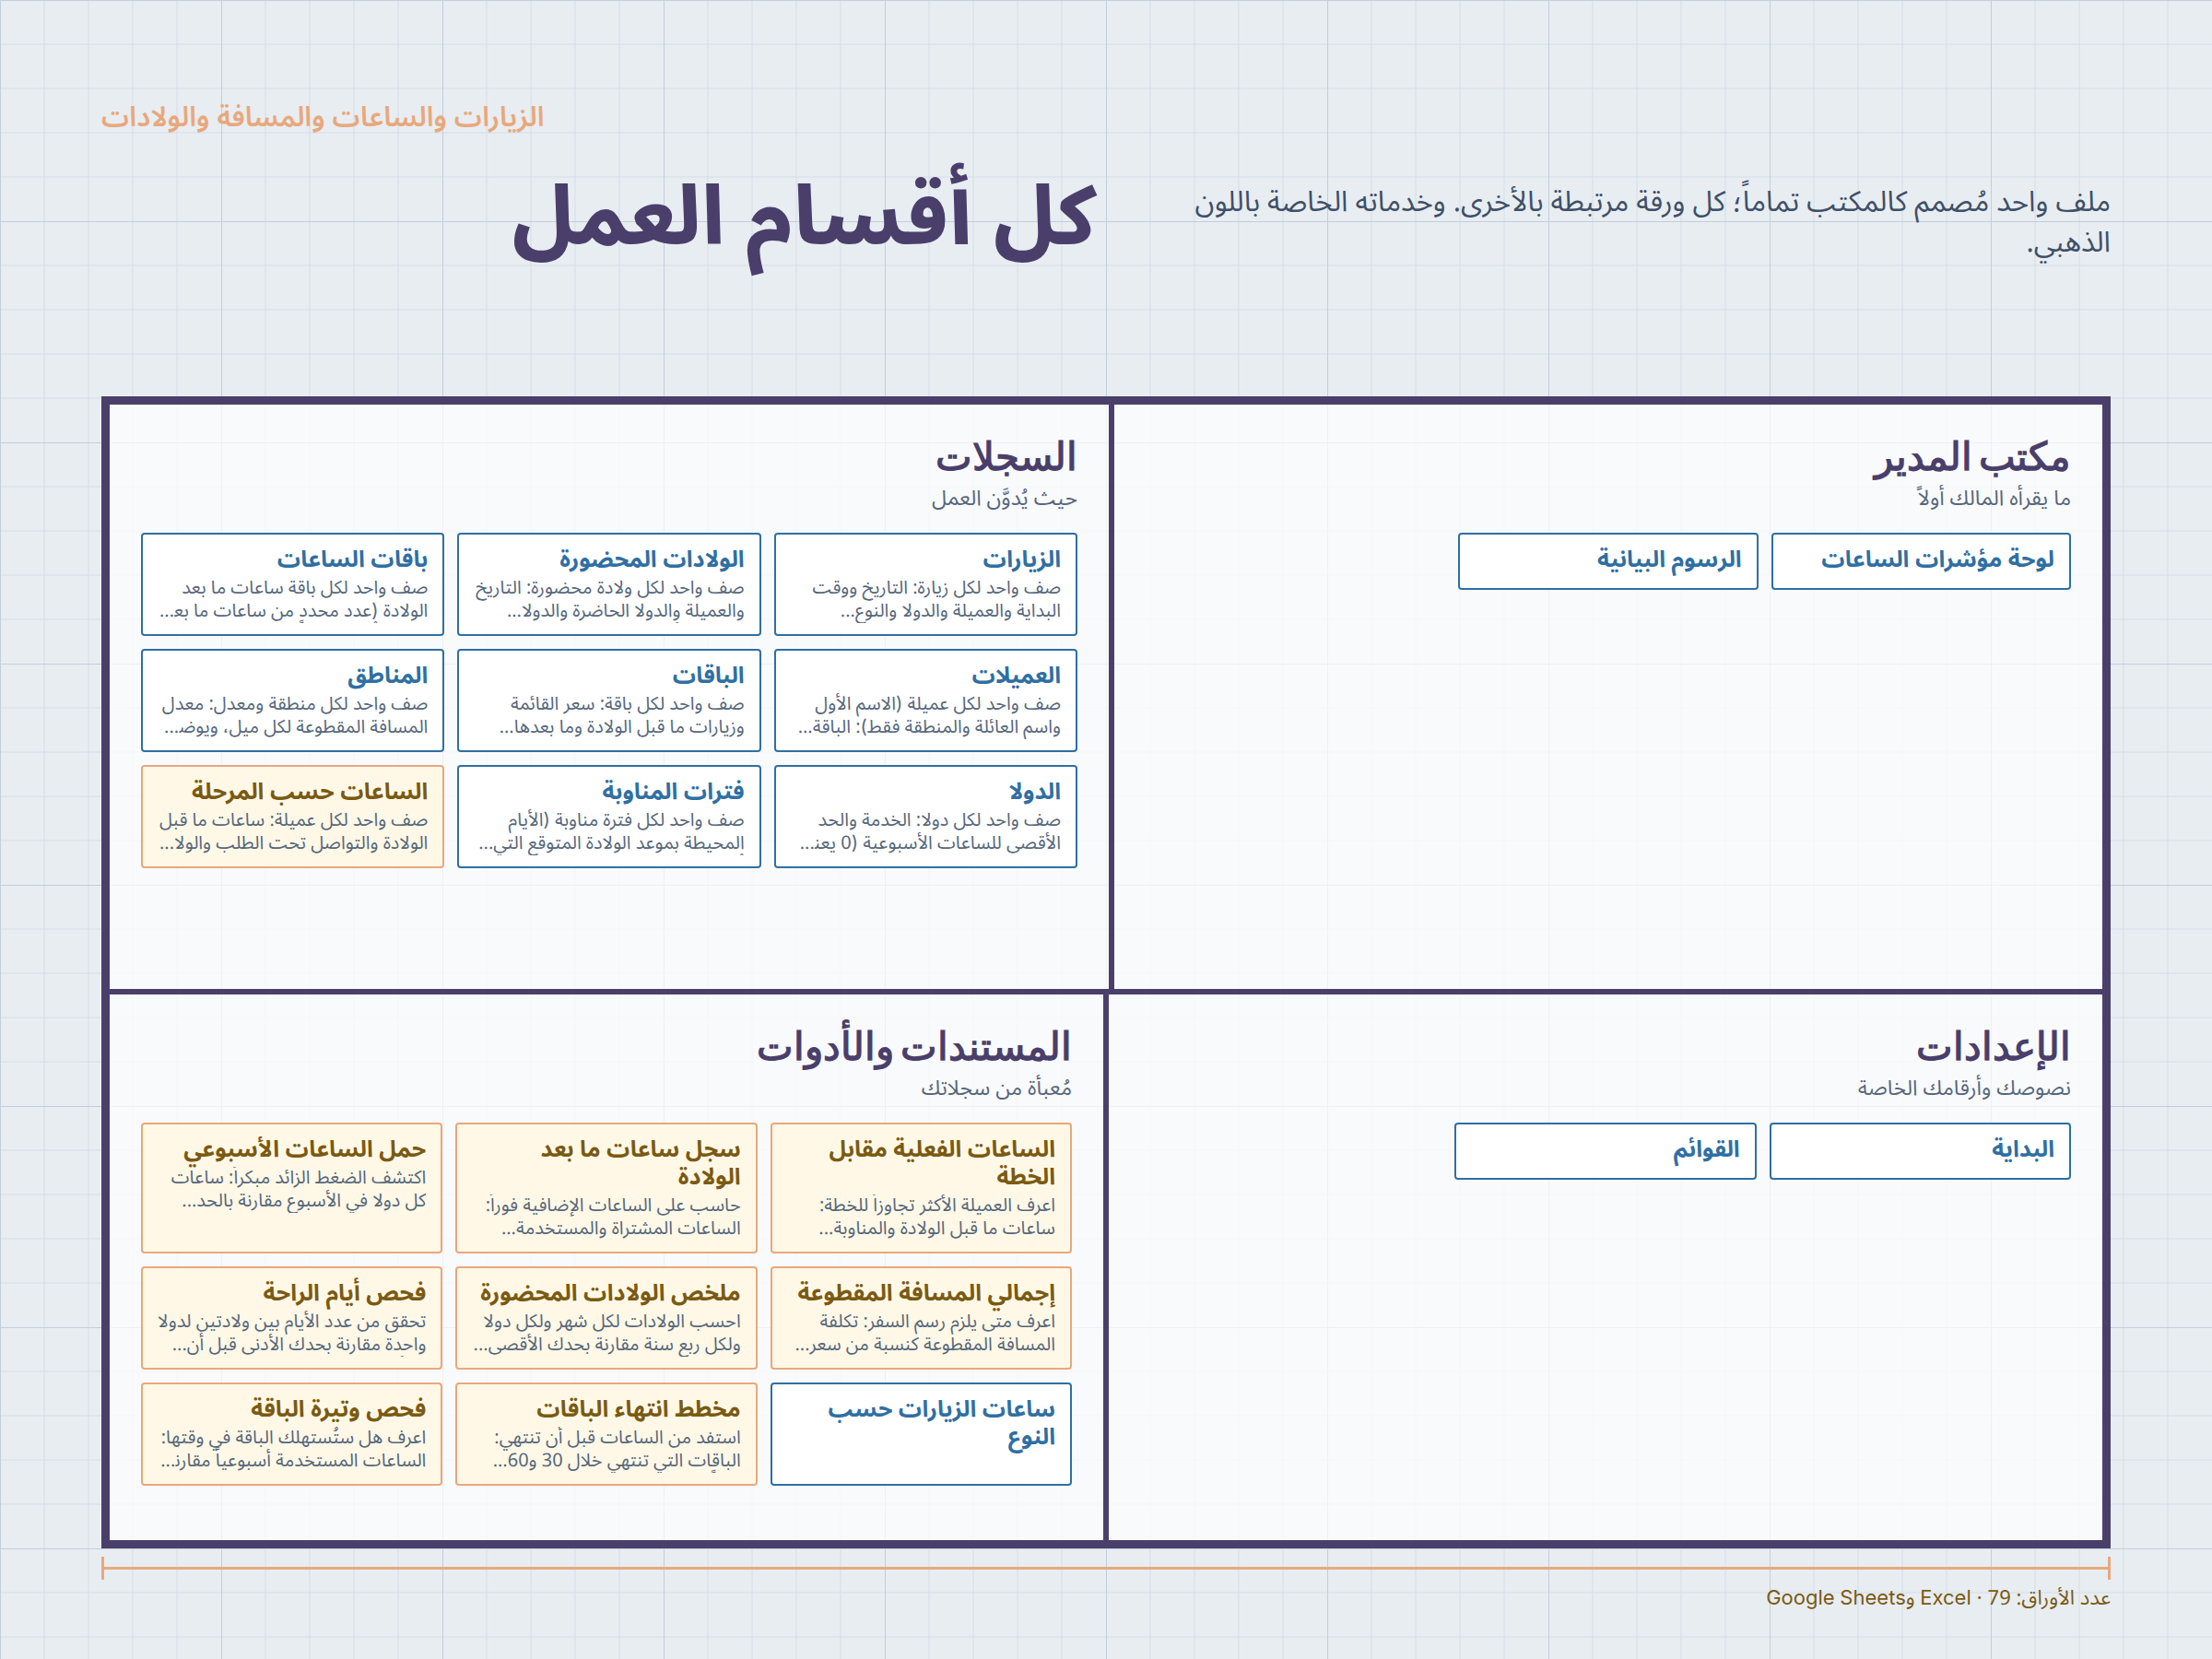 الزيارات والساعات والمسافة والولادات
كل أقسام العمل
ملف واحد مُصمم كالمكتب تماماً؛ كل ورقة مرتبطة بالأخرى. وخدماته الخاصة باللون
الذهبي.
مكتب المدير
ما يقرأه المالك أولاً
لوحة مؤشرات الساعات
الرسوم البيانية
السجلات
حيث يُدوَّن العمل
الزيارات
صف واحد لكل زيارة: التاريخ ووقت
البداية والعميلة والدولا والنوع...
الولادات المحضورة
صف واحد لكل ولادة محضورة: التاريخ
والعميلة والدولا الحاضرة والدولا...
باقات الساعات
صف واحد لكل باقة ساعات ما بعد
الولادة (عدد محدد من ساعات ما بعـ...
العميلات
صف واحد لكل عميلة (الاسم الأول
واسم العائلة والمنطقة فقط): الباقة...
الباقات
صف واحد لكل باقة: سعر القائمة
وزيارات ما قبل الولادة وما بعدها...
المناطق
صف واحد لكل منطقة ومعدل: معدل
المسافة المقطوعة لكل ميل، ويوضـ...
الدولا
صف واحد لكل دولا: الخدمة والحد
الأقصى للساعات الأسبوعية (0 يعنـ...
فترات المناوبة
صف واحد لكل فترة مناوبة (الأيام
المحيطة بموعد الولادة المتوقع التي...
الساعات حسب المرحلة
صف واحد لكل عميلة: ساعات ما قبل
الولادة والتواصل تحت الطلب والولا...
الإعدادات
نصوصك وأرقامك الخاصة
البداية
القوائم
المستندات والأدوات
مُعبأة من سجلاتك
الساعات الفعلية مقابل
الخطة
اعرف العميلة الأكثر تجاوزاً للخطة:
ساعات ما قبل الولادة والمناوبة...
سجل ساعات ما بعد
الولادة
حاسب على الساعات الإضافية فوراً:
الساعات المشتراة والمستخدمة...
حمل الساعات الأسبوعي
اكتشف الضغط الزائد مبكراً: ساعات
كل دولا في الأسبوع مقارنة بالحد...
إجمالي المسافة المقطوعة
اعرف متى يلزم رسم السفر: تكلفة
المسافة المقطوعة كنسبة من سعر...
ملخص الولادات المحضورة
احسب الولادات لكل شهر ولكل دولا
ولكل ربع سنة مقارنة بحدك الأقصى...
فحص أيام الراحة
تحقق من عدد الأيام بين ولادتين لدولا
واحدة مقارنة بحدك الأدنى قبل أن...
ساعات الزيارات حسب
النوع
مخطط انتهاء الباقات
استفد من الساعات قبل أن تنتهي:
الباقات التي تنتهي خلال 30 و60...
فحص وتيرة الباقة
اعرف هل ستُستهلك الباقة في وقتها:
الساعات المستخدمة أسبوعياً مقارنـ...
عدد الأوراق: 79 · Excel وGoogle Sheets